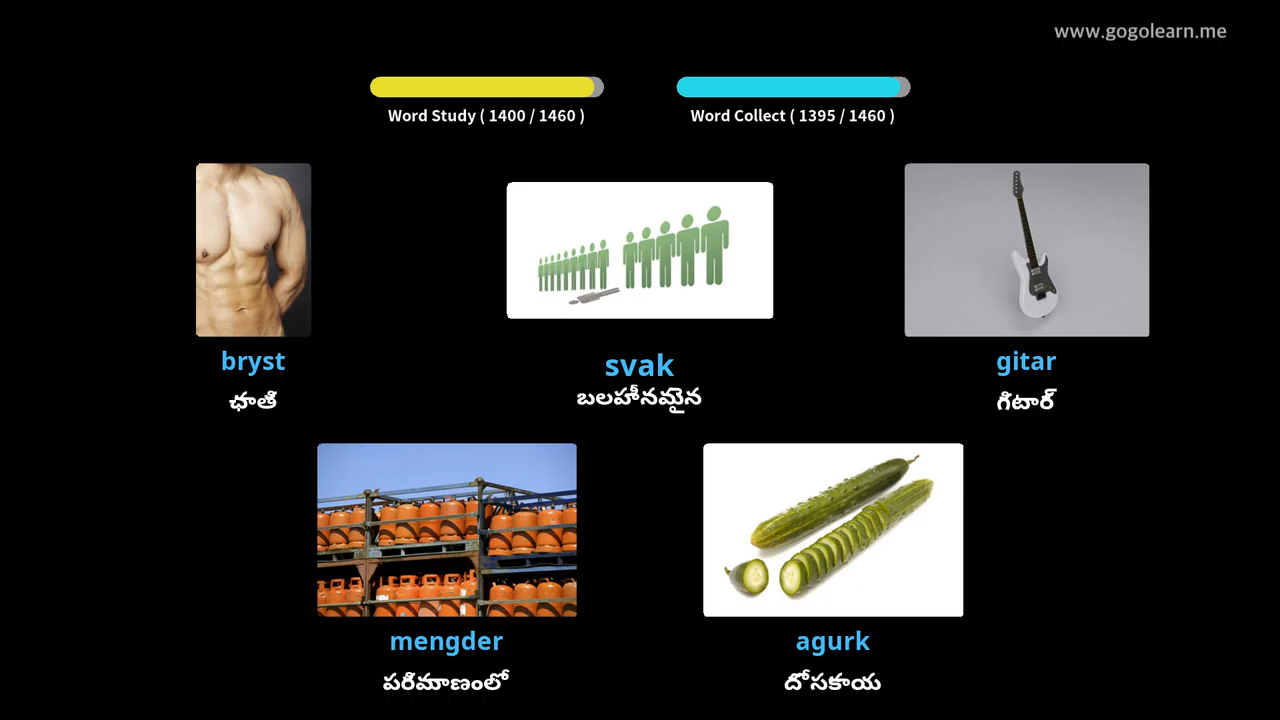 www.gogolearn.me
Word Study ( 1400 / 1460 )
Word Collect ( 1395 / 1460 )
bryst
ఛాతీ
svak
బలహీనమైన
gitar
గిటార్
mengder
పరిమాణంలో
agurk
దోసకాయ